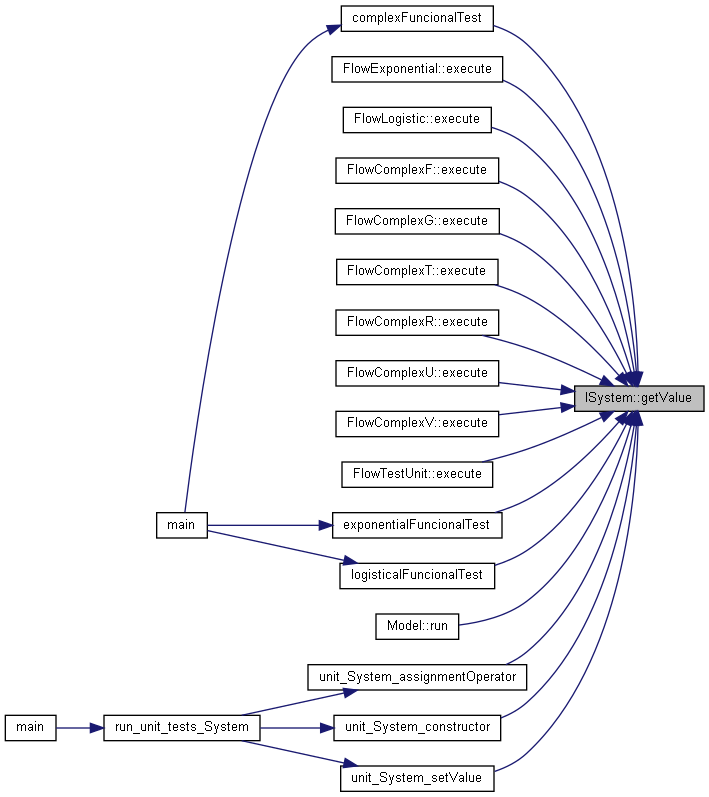 complexFuncionalTest
FlowExponential::execute
FlowLogistic::execute
FlowComplexF::execute
FlowComplexG::execute
FlowComplexT::execute
FlowComplexR::execute
FlowComplexU::execute
ISystem::getValue
FlowComplexV::execute
FlowTestUnit::execute
main
exponentialFuncionalTest
logisticalFuncionalTest
Model::run
unit_System_assignmentOperator
main
run_unit_tests_System
unit_System_constructor
unit_System_setValue